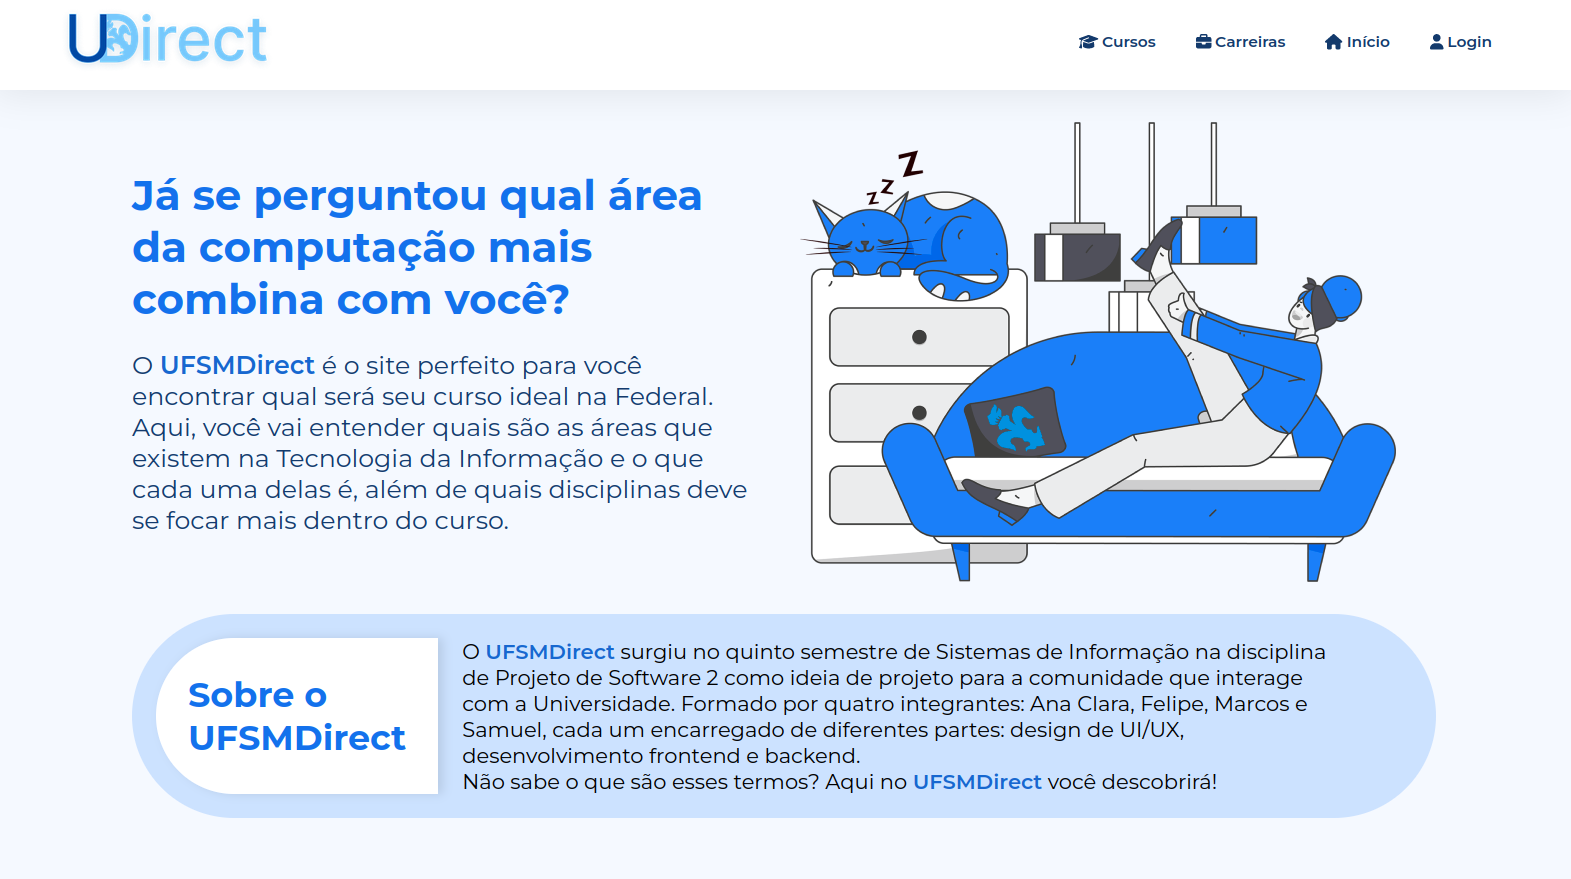 UDirect
Cursos
Carreiras
Início
Login
Já se perguntou qual área
da computação mais
combina com você?
O UFSMDirect é o site perfeito para você
encontrar qual será seu curso ideal na Federal.
Aqui, você vai entender quais são as áreas que
existem na Tecnologia da Informação e o que
cada uma delas é, além de quais disciplinas deve
se focar mais dentro do curso.
z z z
Sobre o
UFSMDirect
O UFSMDirect surgiu no quinto semestre de Sistemas de Informação na disciplina
de Projeto de Software 2 como ideia de projeto para a comunidade que interage
com a Universidade. Formado por quatro integrantes: Ana Clara, Felipe, Marcos e
Samuel, cada um encarregado de diferentes partes: design de UI/UX,
desenvolvimento frontend e backend.
Não sabe o que são esses termos? Aqui no UFSMDirect você descobrirá!